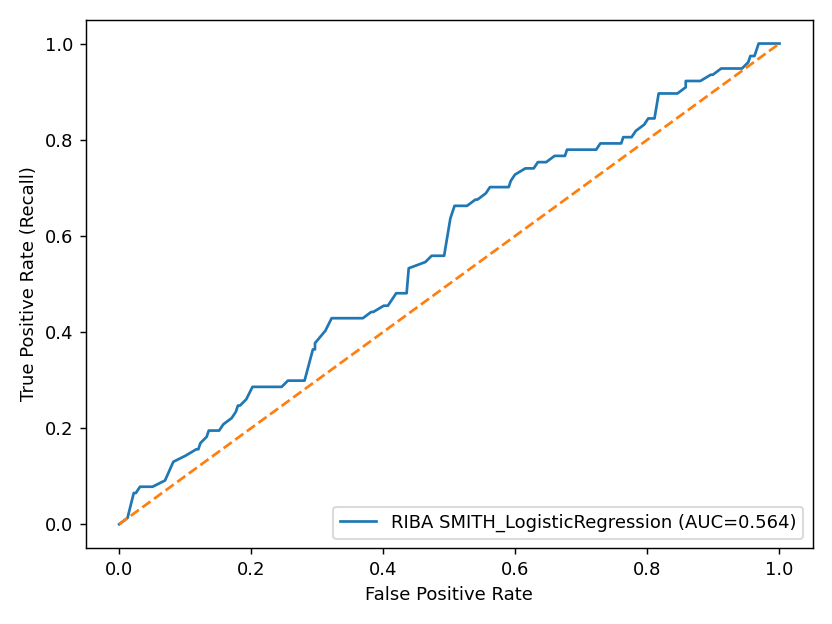 1.0
0.8
0.6
0.4
0.2
0.0
True Positive Rate (Recall)
RIBA SMITH_LogisticRegression (AUC=0.564)
0.0 0.2 0.4 0.6 0.8 1.0
False Positive Rate